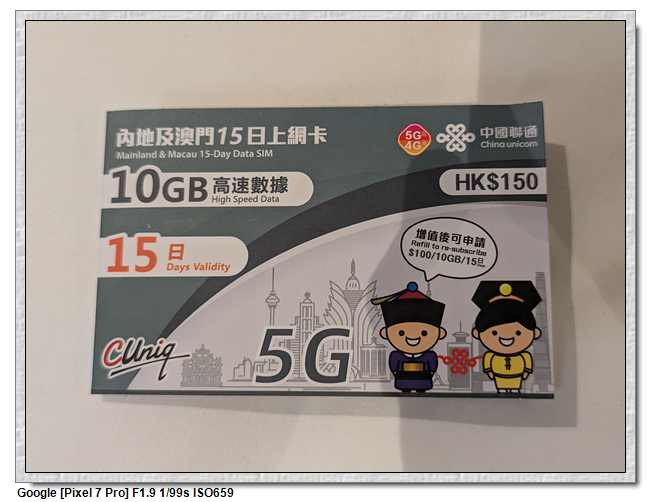 內地及澳門15日上網卡
Mainland & Macau 15-Day Data SIM
5G
4G
中國聯通
China unicom
10GB 高速數據
High Speed Data
HK$150
15 日
Days Validity
增值後可申請
Refill to re-subscribe
$100/10GB/15日
CUniq
5G
Google [Pixel 7 Pro] F1.9 1/99s ISO659